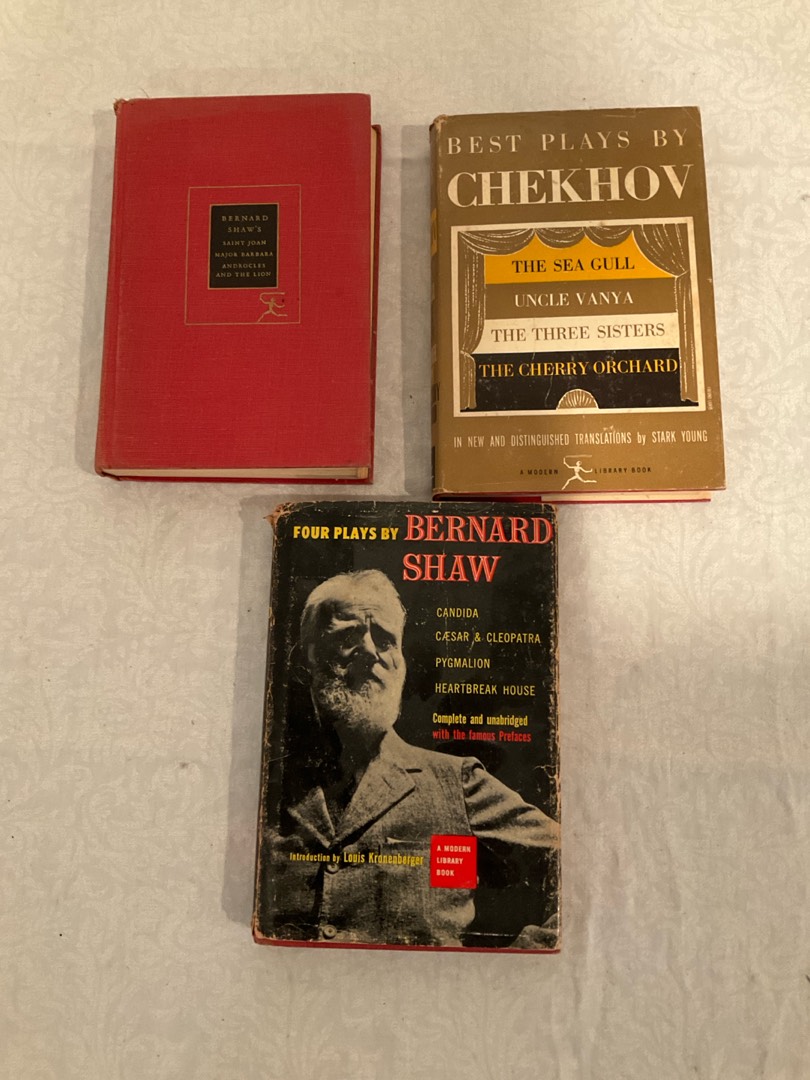 BERNARD
SHAW'S
SAINT JOAN
MAJOR BARBARA
ANDROCLES
AND THE LION
BEST PLAYS BY
CHEKHOV
THE SEA GULL
UNCLE VANYA
THE THREE SISTERS
THE CHERRY ORCHARD
IN NEW AND DISTINGUISHED TRANSLATIONS by STARK YOUNG
A MODERN LIBRARY BOOK
FOUR PLAYS BY BERNARD
SHAW
CANDIDA
CÆSAR & CLEOPATRA
PYGMALION
HEARTBREAK HOUSE
Complete and unabridged
with the famous Prefaces
Introduction by Louis Kronenberger
A MODERN
LIBRARY
BOOK